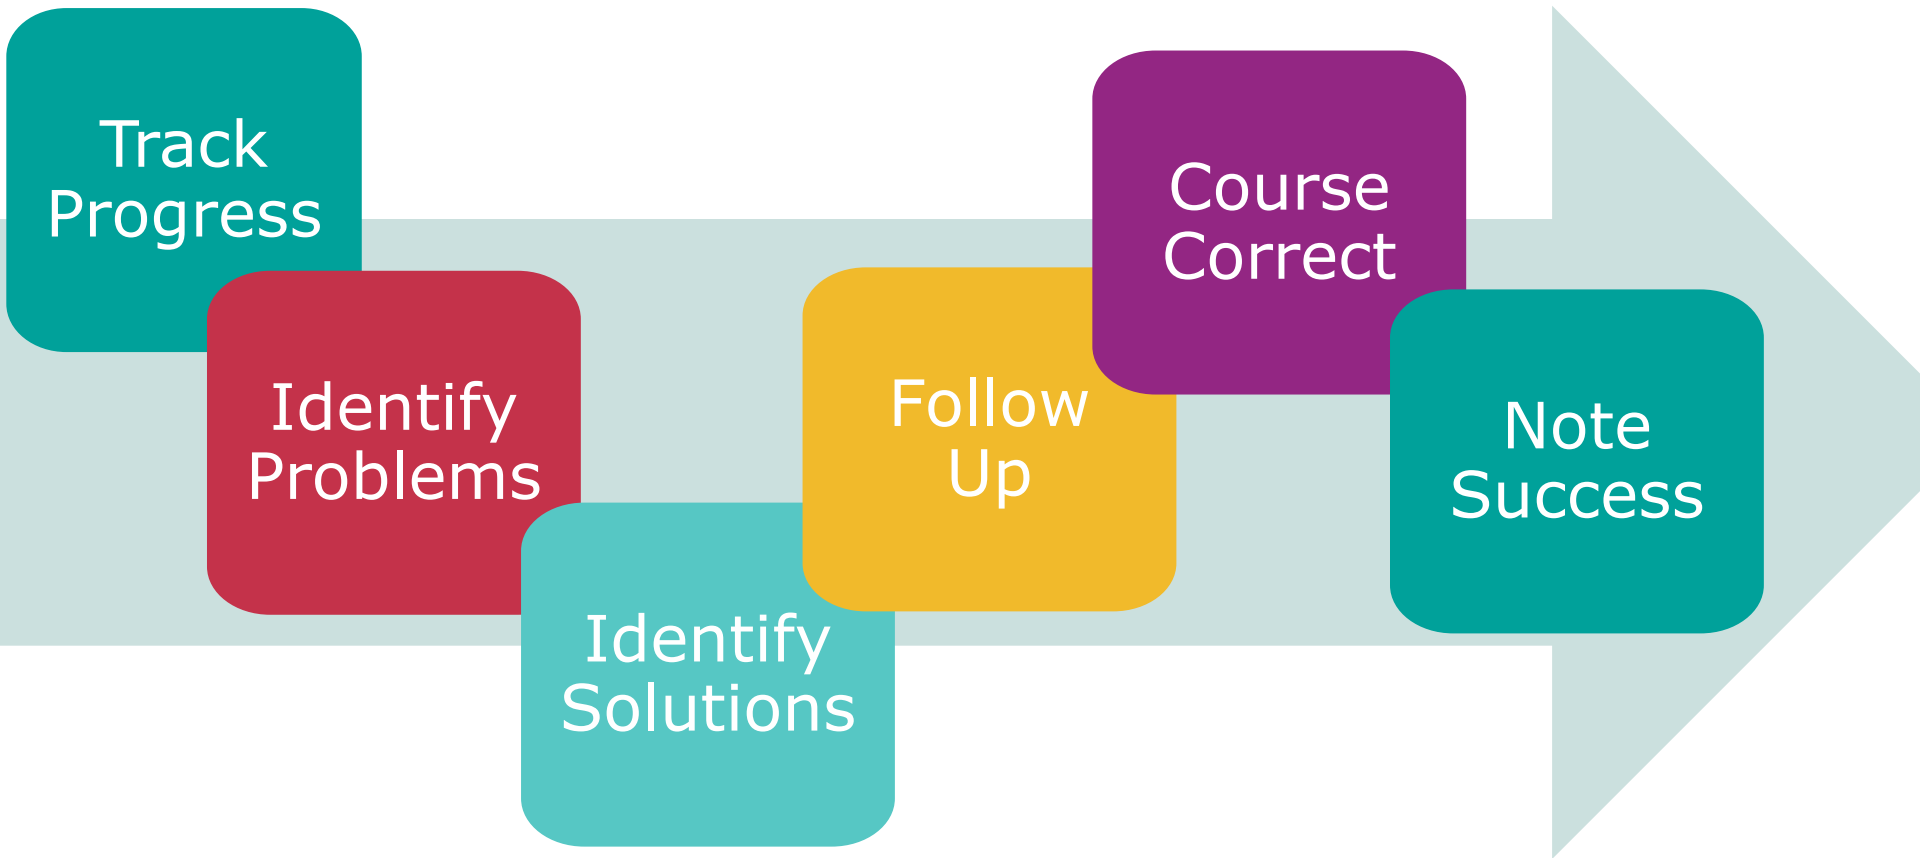 Track
Progress
Identify
Problems
Identify
Solutions
Follow
Up
Course
Correct
Note
Success